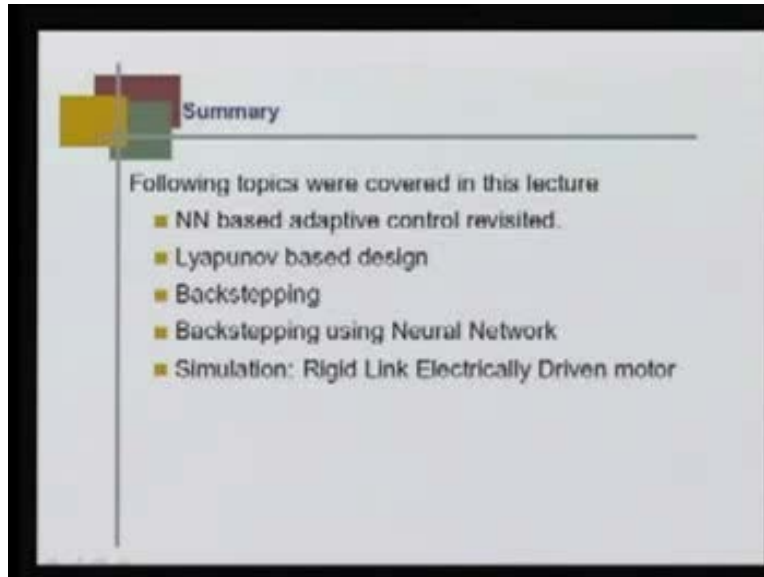 Summary
Following topics were covered in this lecture
NN based adaptive control revisited.
Lyapunov based design
Backstepping
Backstepping using Neural Network
Simulation: Rigid Link Electrically Driven motor